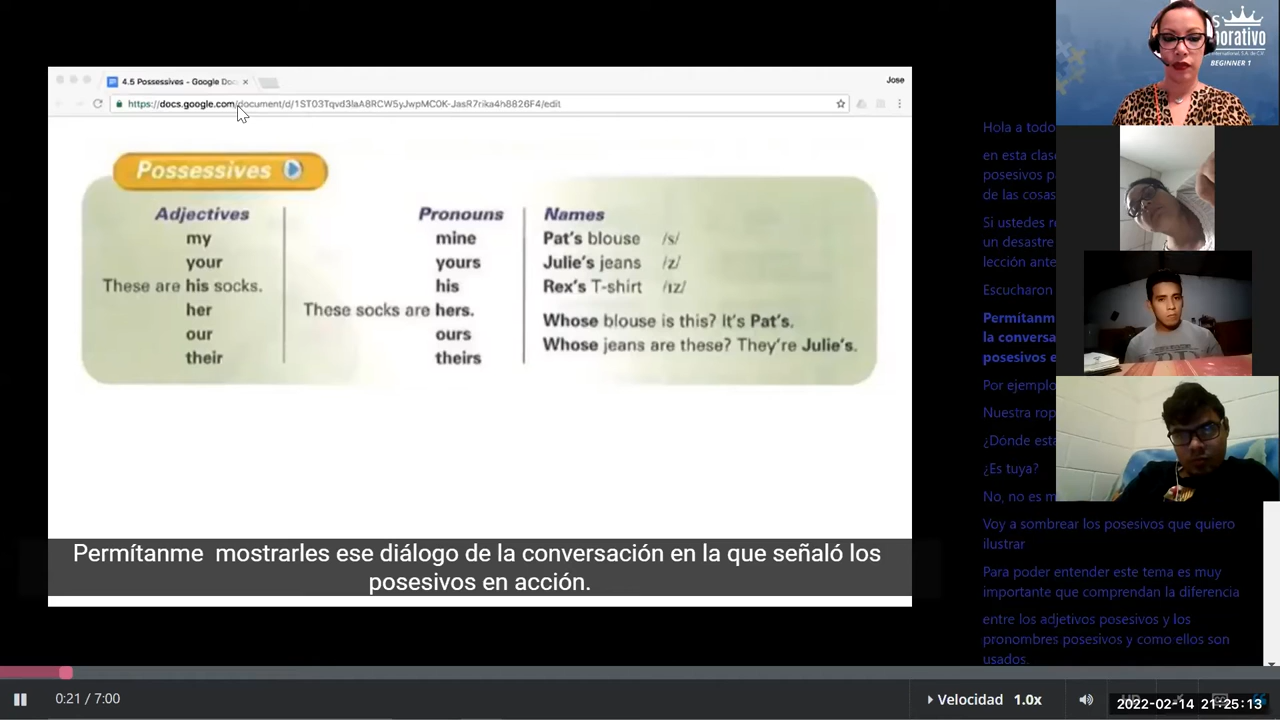 4.5 Possessives - Google Doc
Jose
https://docs.google.com/document/d/1ST03Tqvd3laA8RCW5yJwpMC0K-JasR7rika4h8826F4/edit
Possessives
Adjectives
my
your
These are his socks.
her
our
their
Pronouns
mine
yours
his
These socks are hers.
ours
theirs
Names
Pat's blouse /s/
Julie's jeans /z/
Rex's T-shirt /ɪz/
Whose blouse is this? It's Pat's.
Whose jeans are these? They're Julie's.
Permítanme mostrarles ese diálogo de la conversación en la que señaló los
posesivos en acción.
0:21 / 7:00
Velocidad 1.0x
BEGINNER 1
Hola a todo
en esta clas
posesivos p
de las cosas
Si ustedes r
un desastre
lección ante
Escucharon
Permítanm
la conversa
posesivos e
Por ejemplo
Nuestra rop
¿Dónde esta
¿Es tuya?
No, no es m
Voy a sombrear los posesivos que quiero
ilustrar
Para poder entender este tema es muy
importante que comprendan la diferencia
entre los adjetivos posesivos y los
pronombres posesivos y como ellos son
usados.
2022-02-14 21:25:13